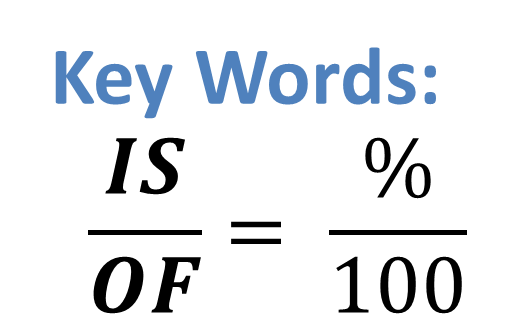 Key Words:
IS %
= 
OF 100